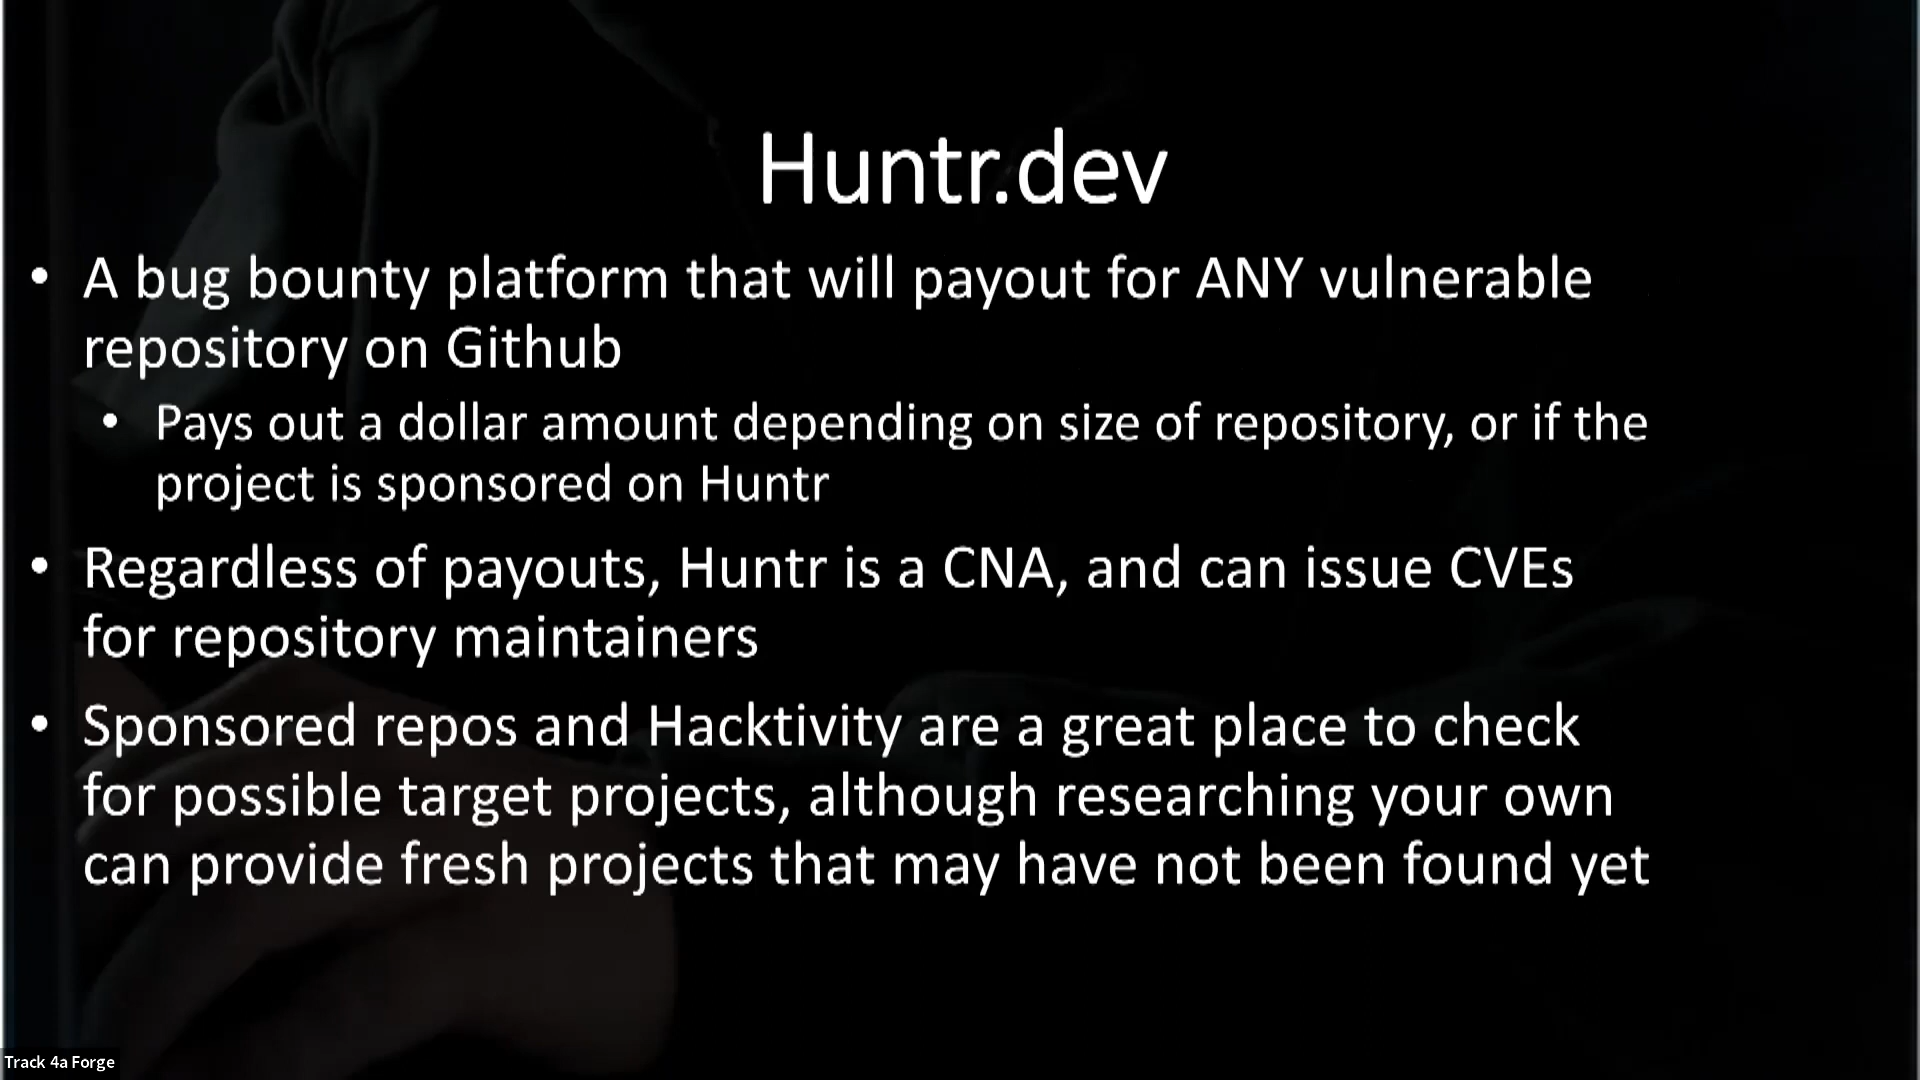 Huntr.dev
• A bug bounty platform that will payout for ANY vulnerable
repository on Github
• Pays out a dollar amount depending on size of repository, or if the
project is sponsored on Huntr
• Regardless of payouts, Huntr is a CNA, and can issue CVEs
for repository maintainers
• Sponsored repos and Hacktivity are a great place to check
for possible target projects, although researching your own
can provide fresh projects that may have not been found yet
Track 4a Forge